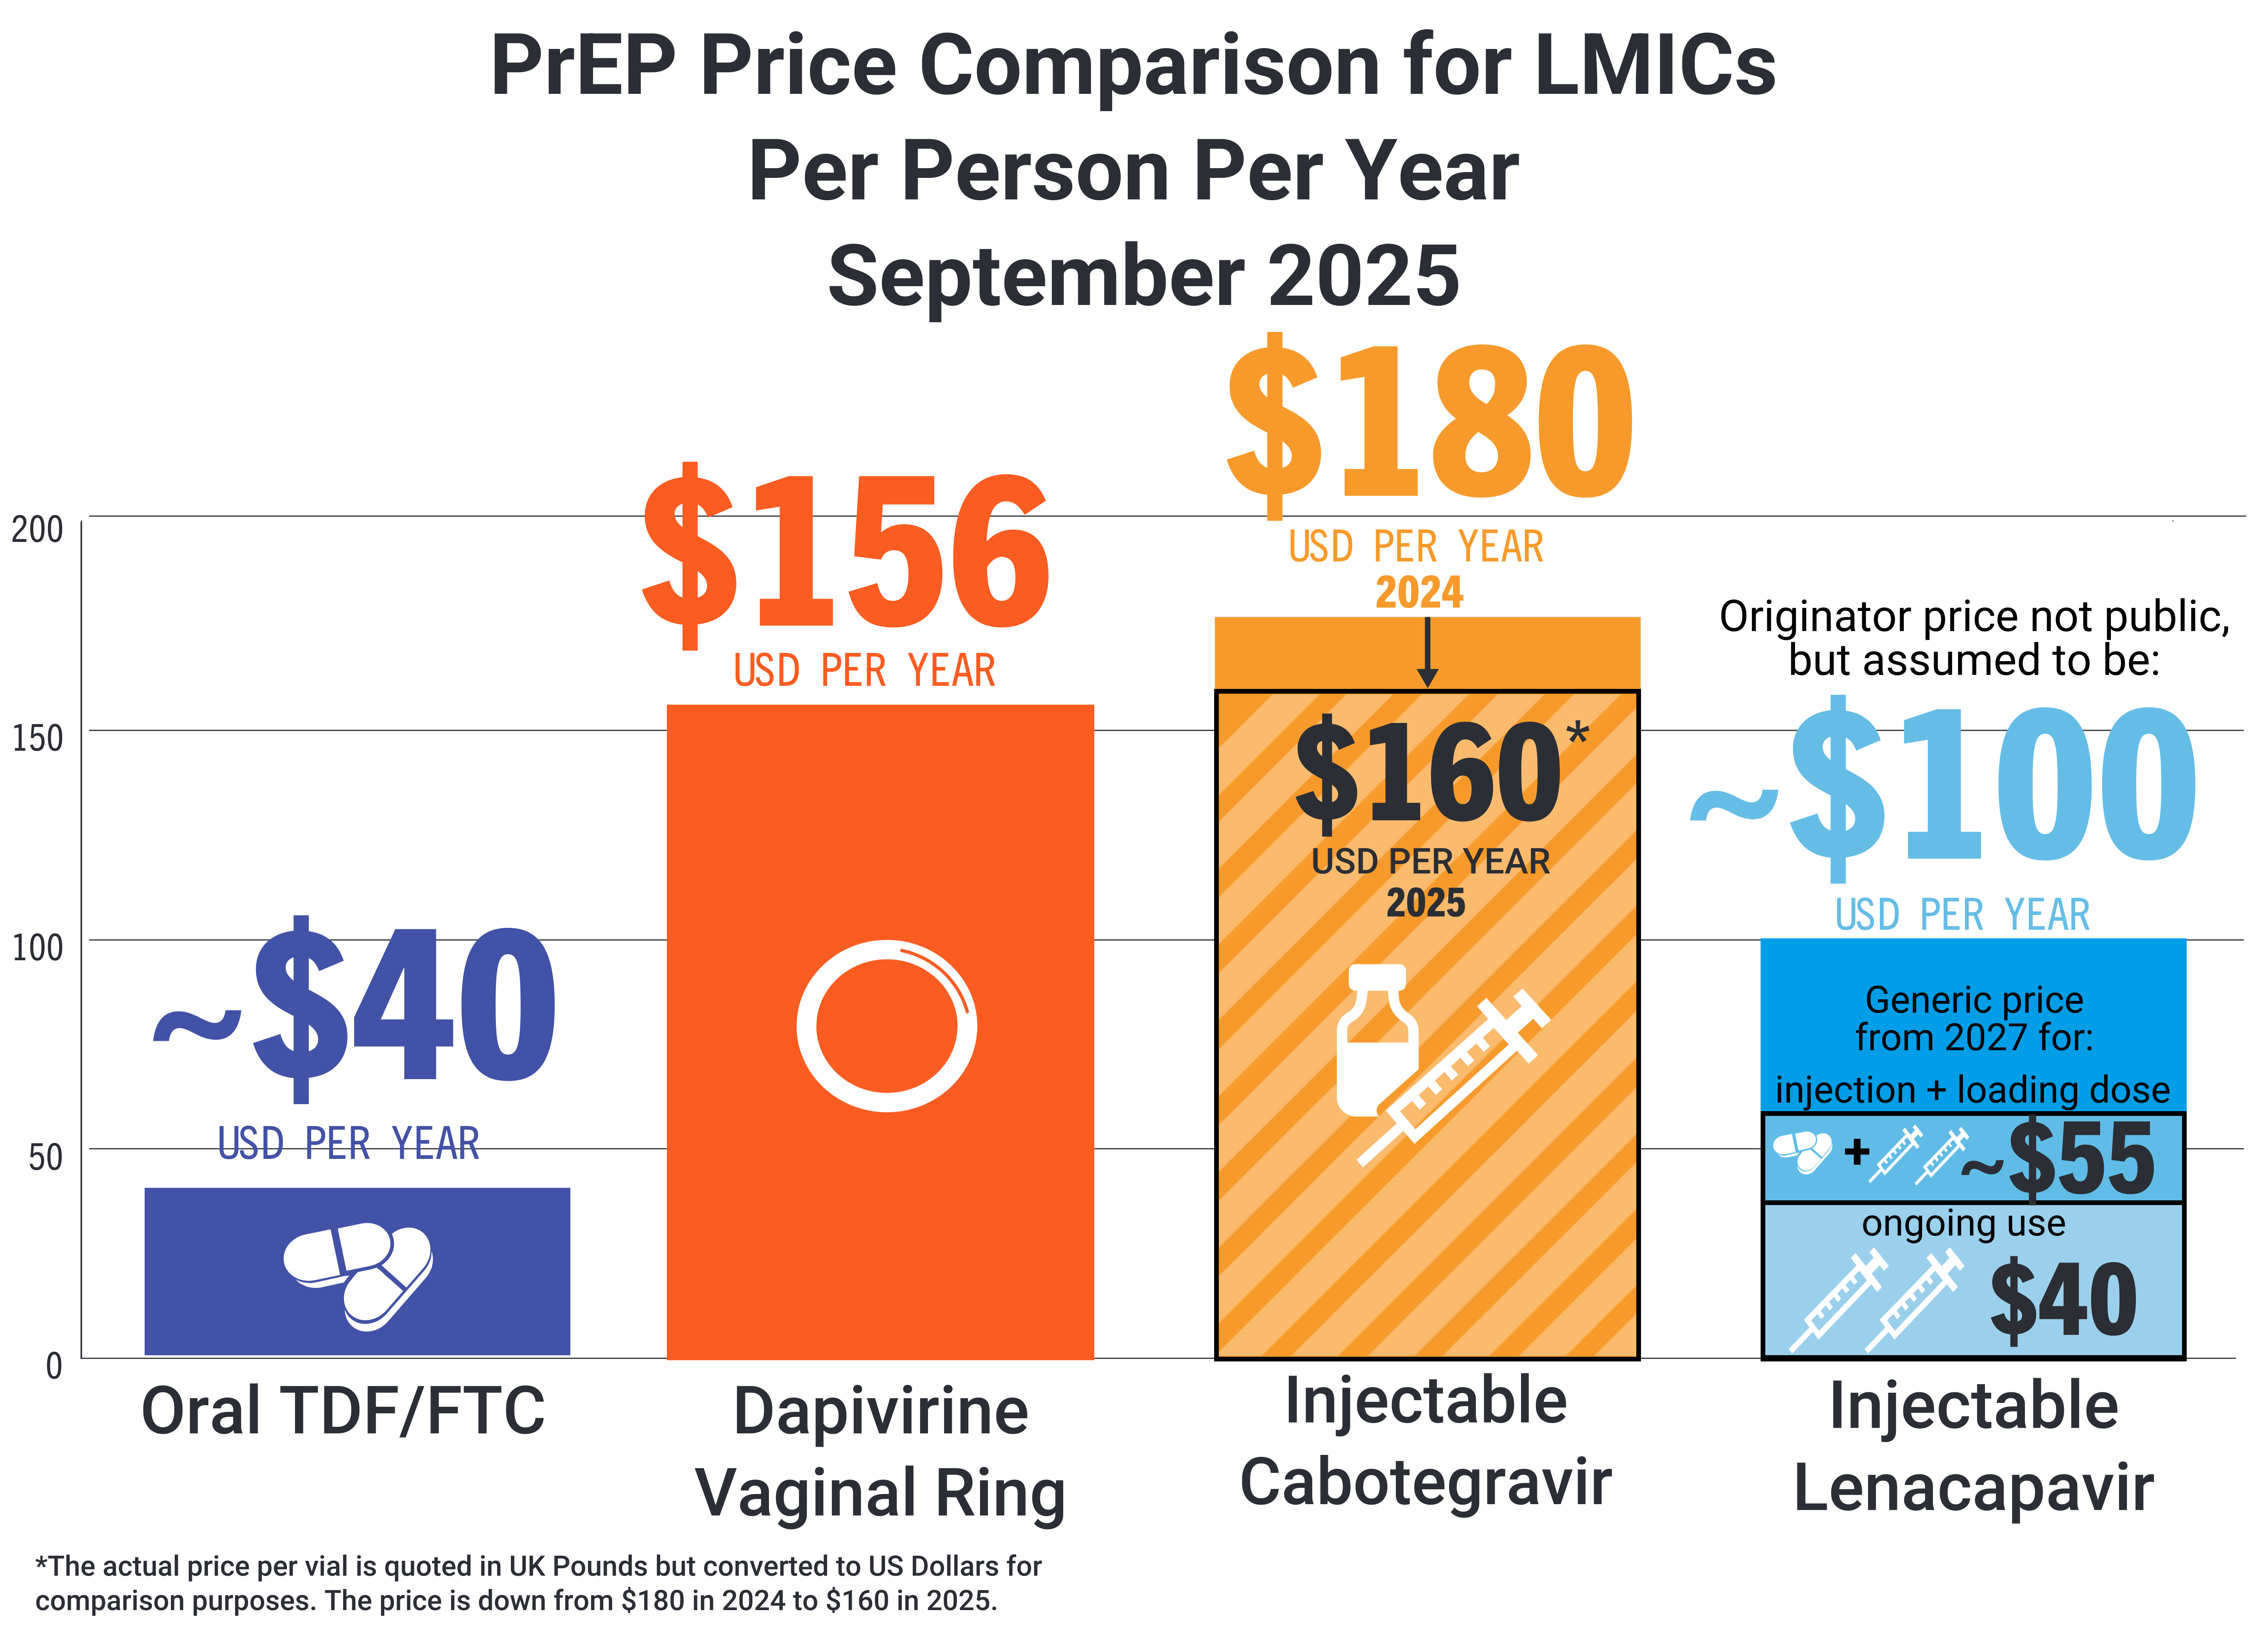 PrEP Price Comparison for LMICs
Per Person Per Year
September 2025
200
150
100
50
0
~$40
USD PER YEAR
Oral TDF/FTC
$156
USD PER YEAR
Dapivirine
Vaginal Ring
$180
USD PER YEAR
2024
$160*
USD PER YEAR
2025
Injectable
Cabotegravir
Originator price not public,
but assumed to be:
~$100
USD PER YEAR
Generic price
from 2027 for:
injection + loading dose
+ ~$55
ongoing use
$40
Injectable
Lenacapavir
*The actual price per vial is quoted in UK Pounds but converted to US Dollars for
comparison purposes. The price is down from $180 in 2024 to $160 in 2025.